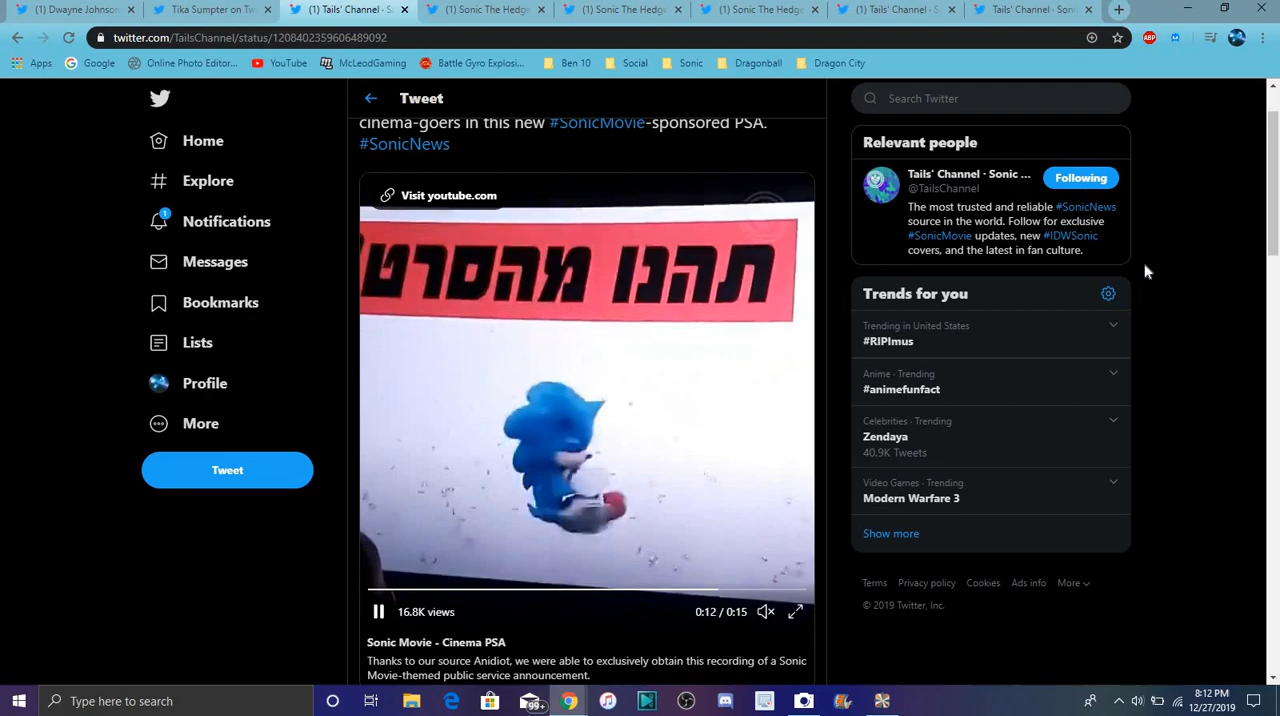 (1) Dwayne Johnson
Tika Sumpter on Tw
(1) Tails' Channel - S
(1) Sonic The Hedge
(1) Sonic The Hedge
(1) Sonic The Hedge
(1) Tails' Channel - S
Tails' Channel - Son
twitter.com/TailsChannel/status/1208402359606489092
Apps
Google
Online Photo Editor...
YouTube
McLeodGaming
Battle Gyro Explosi...
Ben 10
Social
Sonic
Dragonball
Dragon City
ABP
Tweet
Search Twitter
cinema-goers in this new #SonicMovie-sponsored PSA.
#SonicNews
Home
Explore
1
Notifications
Messages
Bookmarks
Lists
Profile
More
Tweet
Visit youtube.com
תהנו מהסרט
16.8K views
0:12 / 0:15
Sonic Movie - Cinema PSA
Thanks to our source Anidiot, we were able to exclusively obtain this recording of a Sonic
Movie-themed public service announcement.
Relevant people
Tails' Channel · Sonic ...
@TailsChannel
Following
The most trusted and reliable #SonicNews
source in the world. Follow for exclusive
#SonicMovie updates, new #IDWSonic
covers, and the latest in fan culture.
Trends for you
Trending in United States
#RIPImus
Anime · Trending
#animefunfact
Celebrities · Trending
Zendaya
40.9K Tweets
Video Games · Trending
Modern Warfare 3
Show more
Terms Privacy policy Cookies Ads info More
© 2019 Twitter, Inc.
Type here to search
99+
8:12 PM
12/27/2019